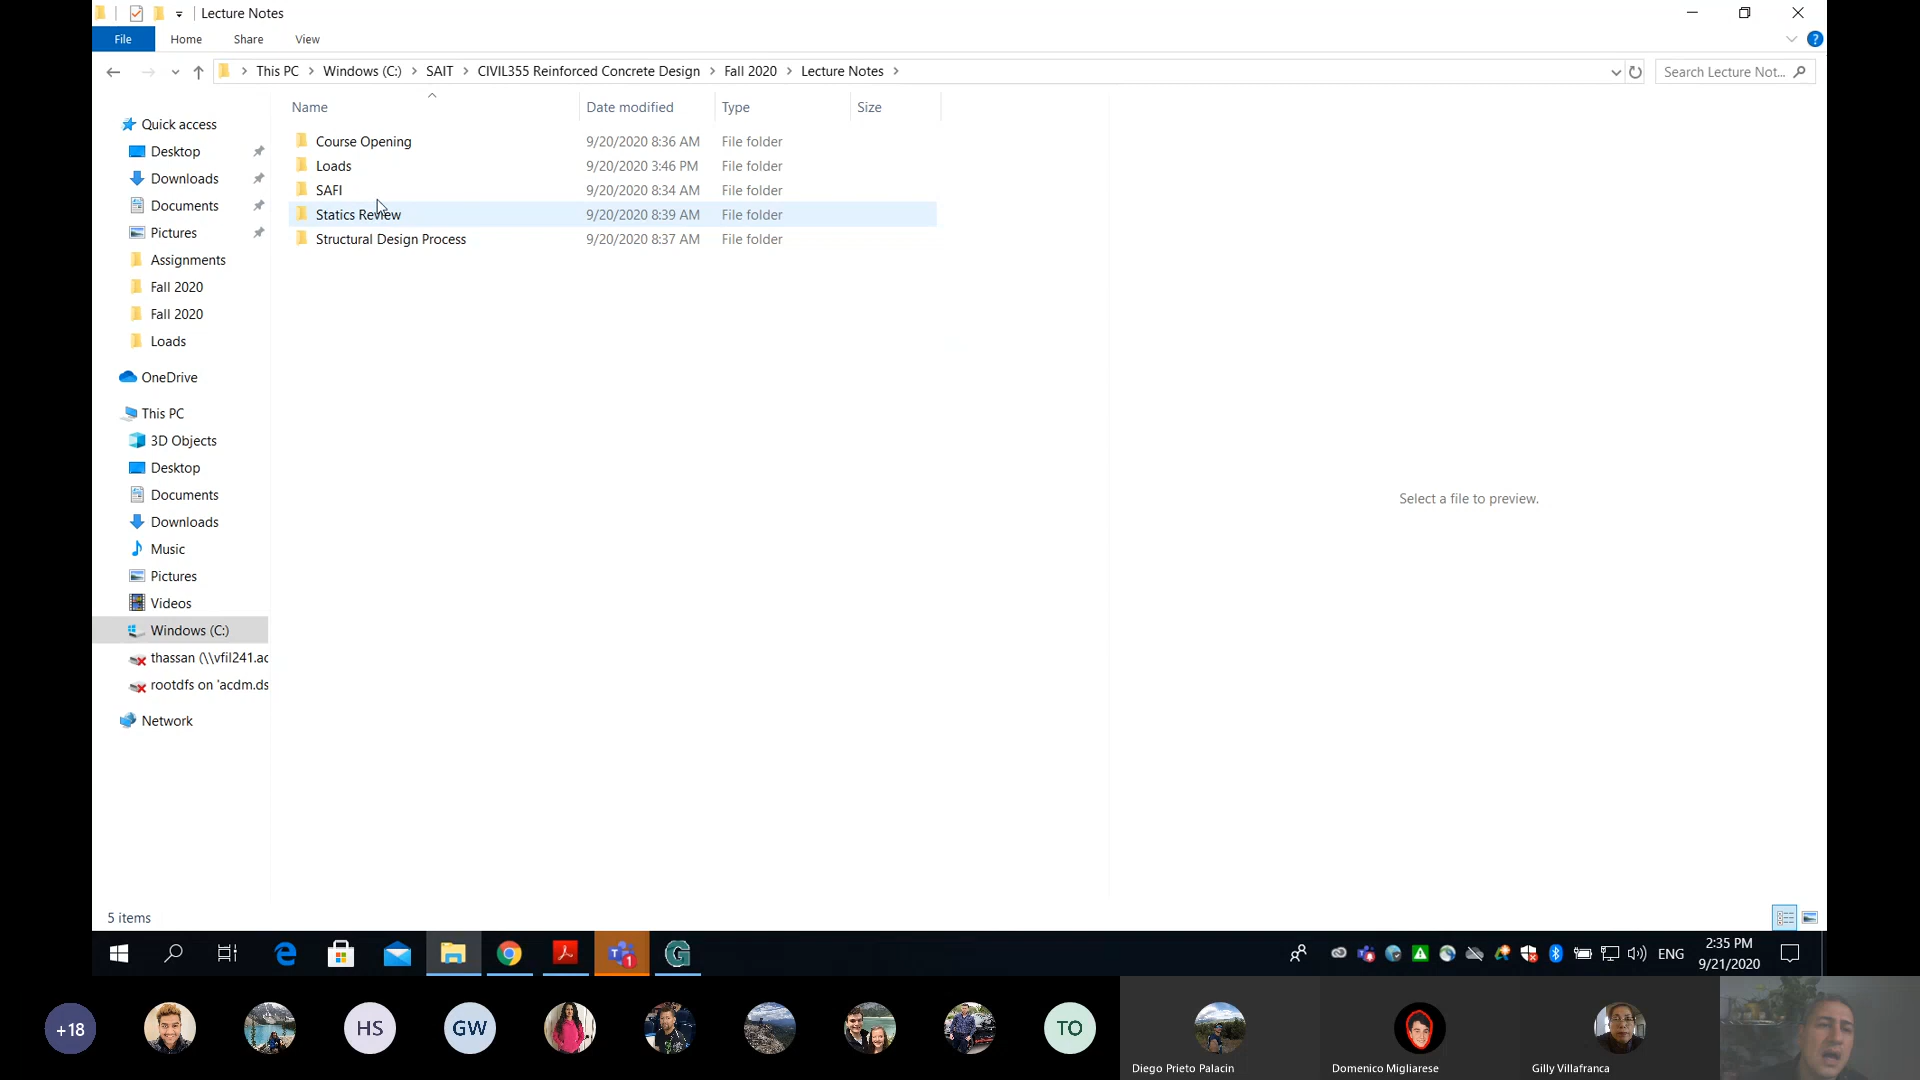 Lecture Notes
File Home Share View
This PC Windows (C:) SAIT CIVIL355 Reinforced Concrete Design Fall 2020 Lecture Notes
Search Lecture Not...
Name Date modified Type Size
Quick access
Desktop
Downloads
Documents
Pictures
Assignments
Fall 2020
Fall 2020
Loads
OneDrive
This PC
3D Objects
Desktop
Documents
Downloads
Music
Pictures
Videos
Windows (C:)
thassan (\\vfil241.ac
rootdfs on 'acdm.ds
Network
Course Opening 9/20/2020 8:36 AM File folder
Loads 9/20/2020 3:46 PM File folder
SAFI 9/20/2020 8:34 AM File folder
Statics Review 9/20/2020 8:39 AM File folder
Structural Design Process 9/20/2020 8:37 AM File folder
Select a file to preview.
5 items
ENG
2:35 PM
9/21/2020
+18
HS
GW
TO
Diego Prieto Palacin
Domenico Migliarese
Gilly Villafranca